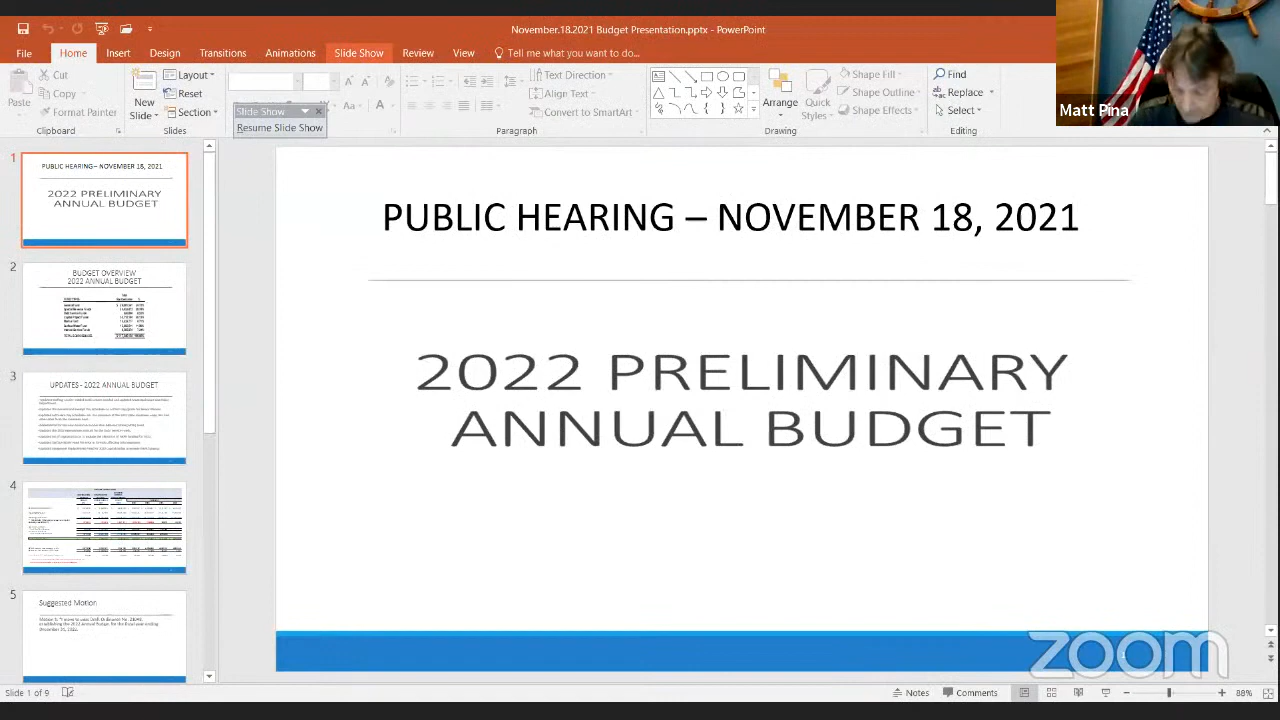 November.18.2021 Budget Presentation.pptx - PowerPoint
File Home Insert Design Transitions Animations Slide Show Review View Tell me what you want to do...
Matt Pina
Cut
Copy
Format Painter
Paste
Clipboard
New
Slide
Layout
Reset
Section
Slides
Slide Show
Resume Slide Show
Aa
A
Text Direction
Align Text
Convert to SmartArt
Paragraph
Arrange
Quick
Styles
Shape Fill
Shape Outline
Shape Effects
Drawing
Find
Replace
Select
Editing
1
PUBLIC HEARING – NOVEMBER 18, 2021
2022 PRELIMINARY
ANNUAL BUDGET
2
BUDGET OVERVIEW
2022 ANNUAL BUDGET
3
UPDATES - 2022 ANNUAL BUDGET
4
5
Suggested Motion
PUBLIC HEARING – NOVEMBER 18, 2021
2022 PRELIMINARY
ANNUAL BUDGET
zoom
Slide 1 of 9
Notes
Comments
88%